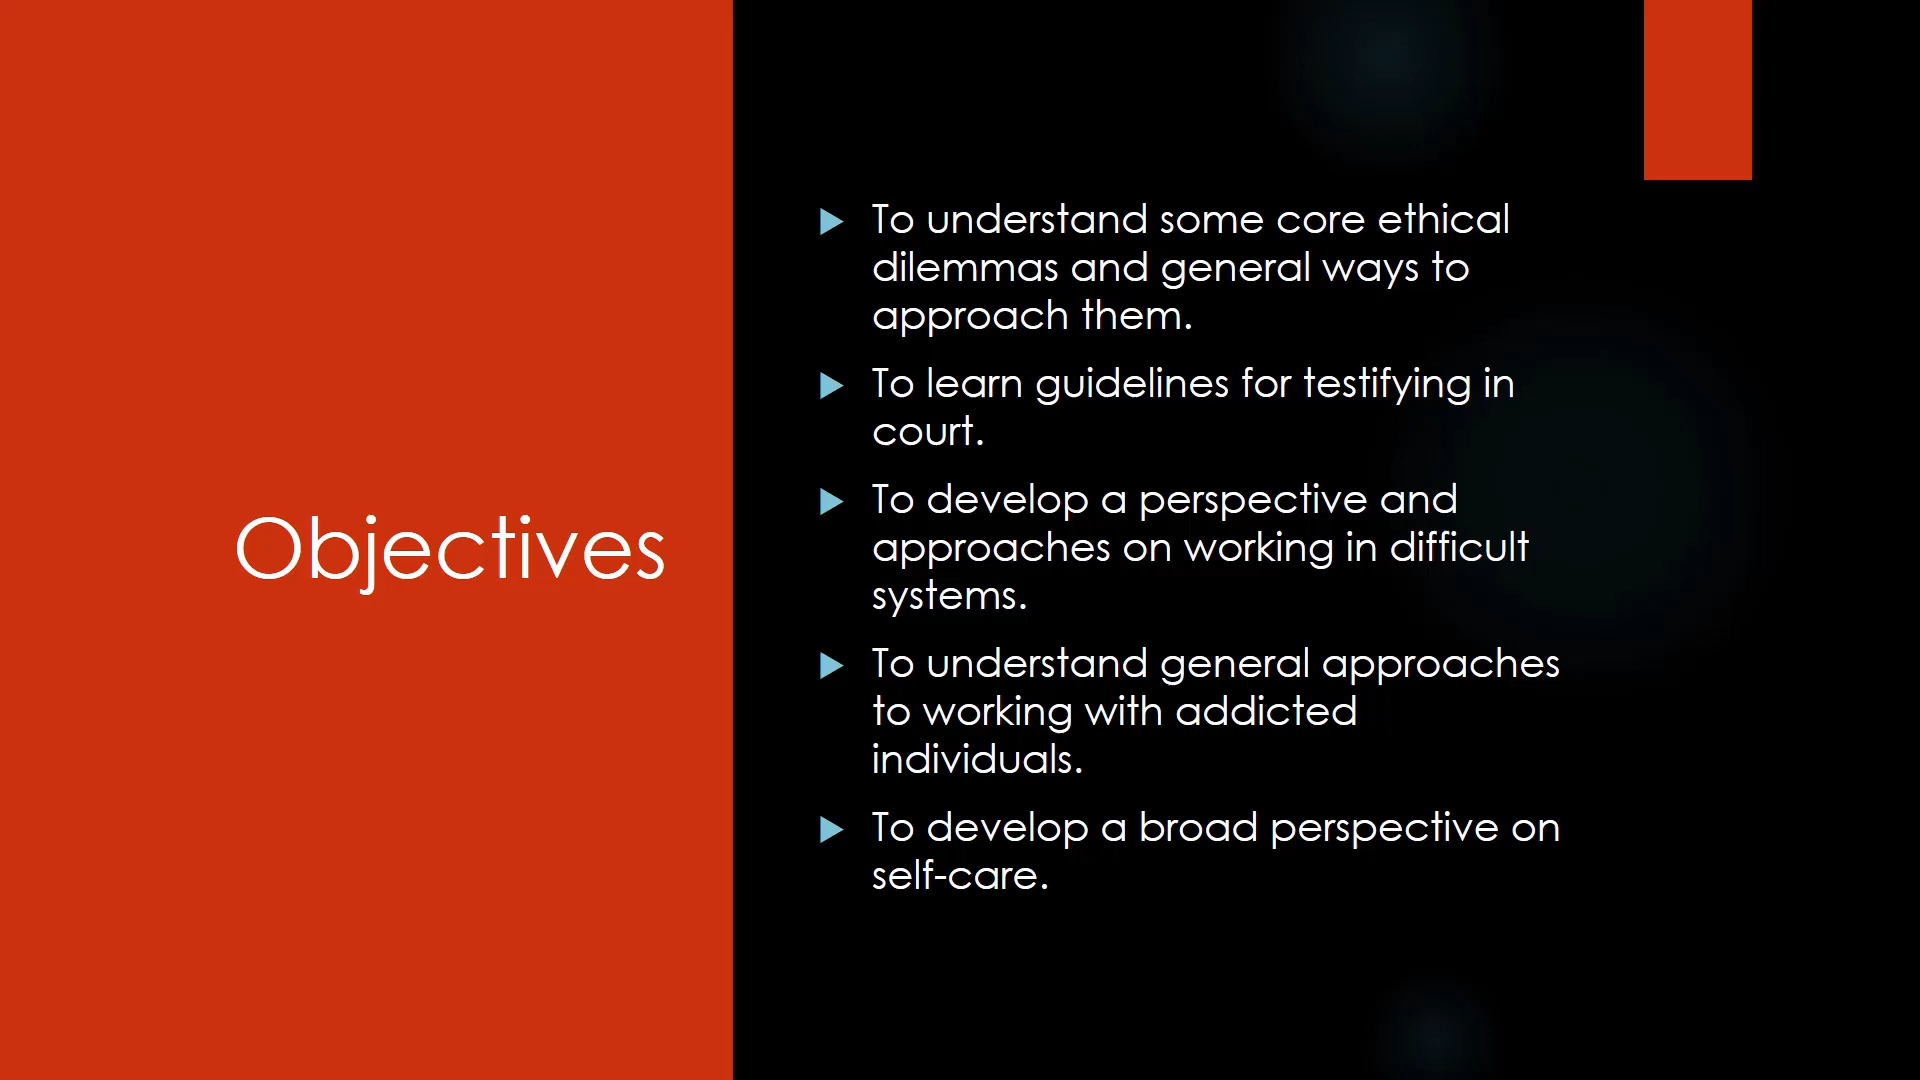 Objectives
To understand some core ethical
dilemmas and general ways to
approach them.
To learn guidelines for testifying in
court.
To develop a perspective and
approaches on working in difficult
systems.
To understand general approaches
to working with addicted
individuals.
To develop a broad perspective on
self-care.